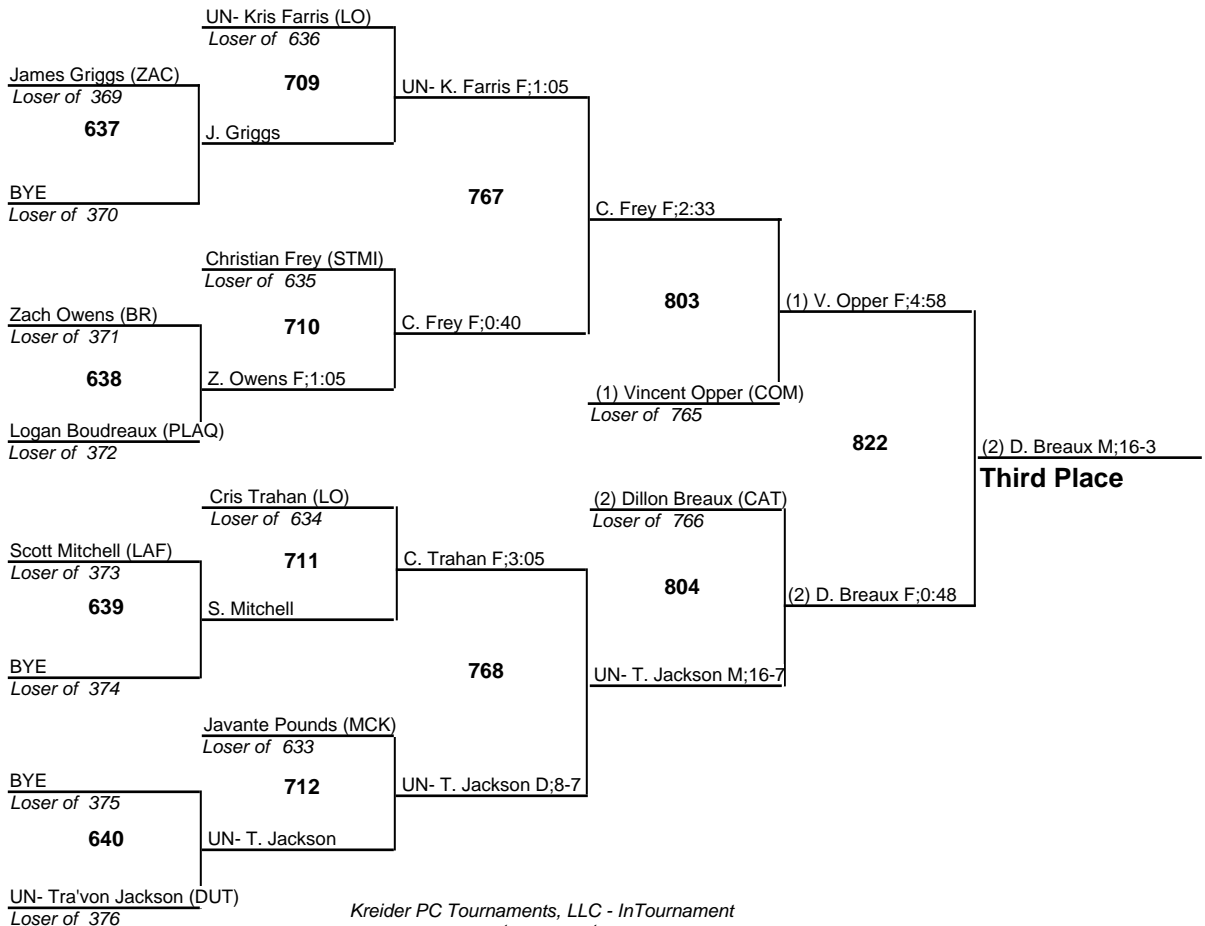 UN- Kris Farris (LO)
Loser of 636
James Griggs (ZAC)
Loser of 369
709
UN- K. Farris F;1:05
637
J. Griggs
BYE
Loser of 370
767
C. Frey F;2:33
Christian Frey (STMI)
Loser of 635
Zach Owens (BR)
Loser of 371
710
C. Frey F;0:40
803
(1) V. Opper F;4:58
638
Z. Owens F;1:05
(1) Vincent Opper (COM)
Loser of 765
Logan Boudreaux (PLAQ)
Loser of 372
822
(2) D. Breaux M;16-3
Third Place
Cris Trahan (LO)
Loser of 634
(2) Dillon Breaux (CAT)
Loser of 766
Scott Mitchell (LAF)
Loser of 373
711
C. Trahan F;3:05
639
S. Mitchell
804
(2) D. Breaux F;0:48
BYE
Loser of 374
768
UN- T. Jackson M;16-7
Javante Pounds (MCK)
Loser of 633
BYE
Loser of 375
712
UN- T. Jackson D;8-7
640
UN- T. Jackson
UN- Tra'von Jackson (DUT)
Loser of 376
Kreider PC Tournaments, LLC - InTournament